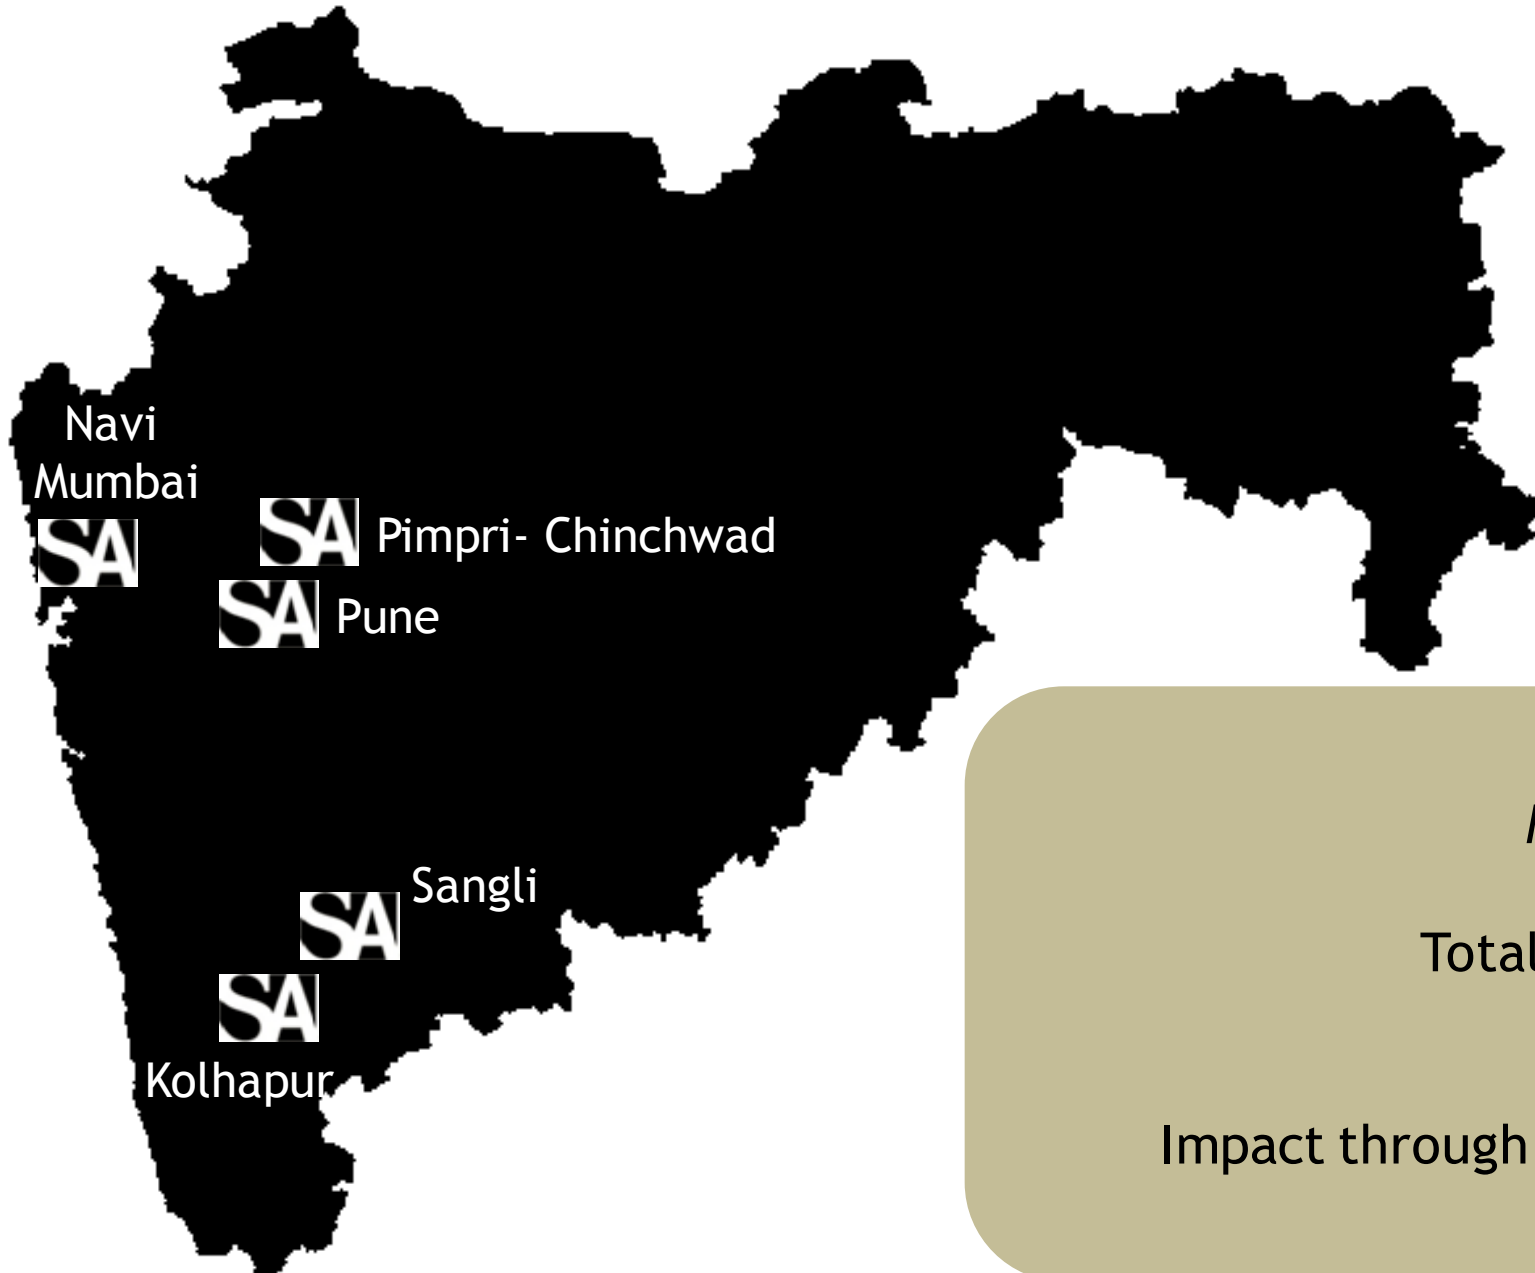 Navi
Mumbai
SA
SA Pimpri- Chinchwad
SA Pune
Sangli
SA
SA
Kolhapur
Total
Impact through